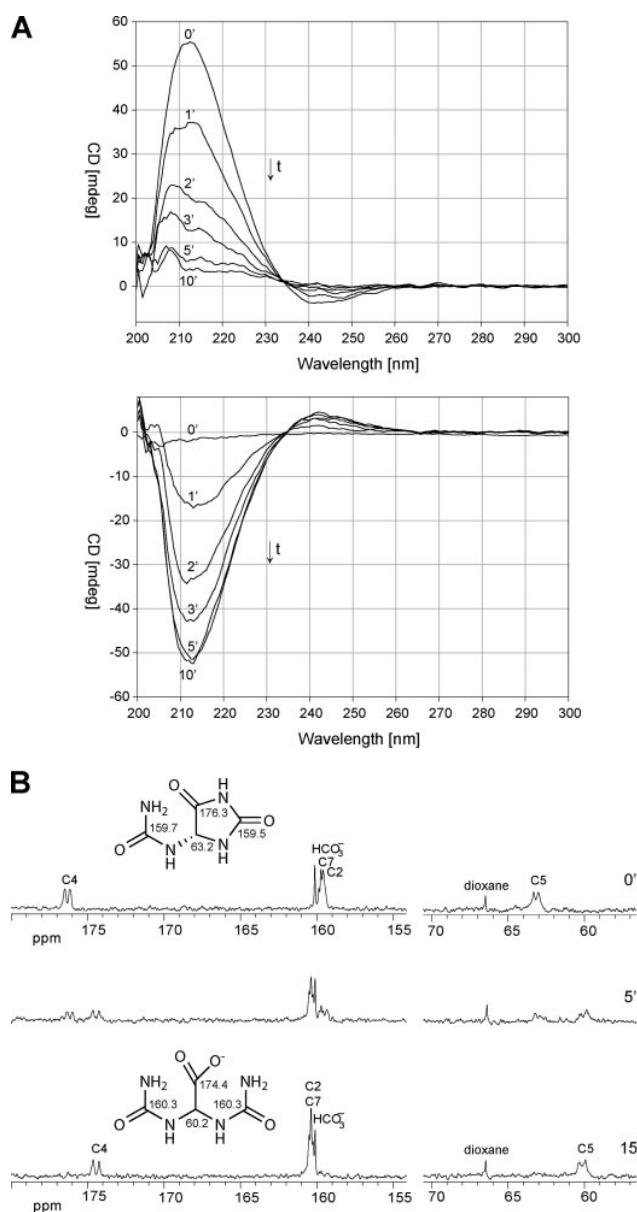 A
60
50
40
30
20
10
0
CD [mdeg]
0'
1'
2'
3'
5'
10'
t
200 210 220 230 240 250 260 270 280 290 300
Wavelength [nm]
0
-10
-20
-30
-40
-50
-60
CD [mdeg]
0'
1'
2'
3'
5'
10'
t
200 210 220 230 240 250 260 270 280 290 300
Wavelength [nm]
B
O H
NH2 176.3 N
O 159.7 63.2 159.5 O
N H N H
C4 HCO3- C7 C2 dioxane C5 0'
ppm 175 170 165 160 155 70 65 60
5'
O O-
NH2 174.4 NH2
160.3 160.3
O N H 60.2 N H O
C4 C2 C7 HCO3- dioxane C5 15
ppm 175 170 165 160 155 70 65 60